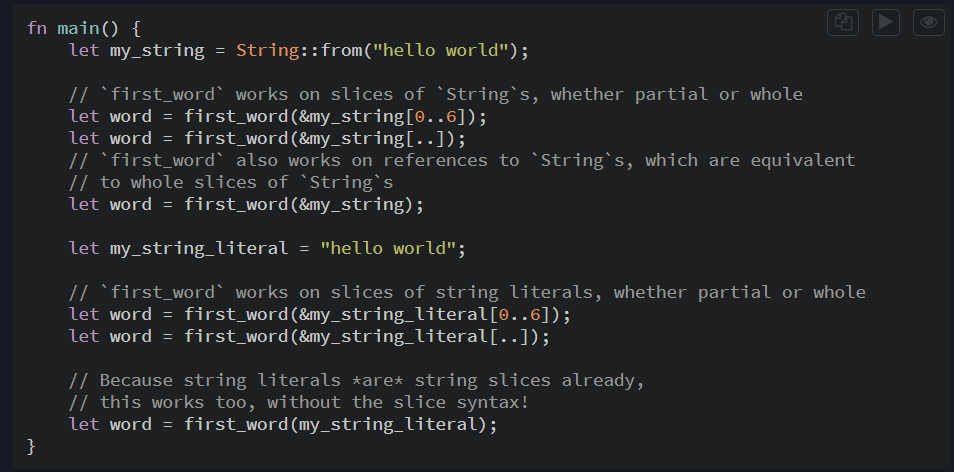 fn main() {
    let my_string = String::from("hello world");

    // `first_word` works on slices of `String`s, whether partial or whole
    let word = first_word(&my_string[0..6]);
    let word = first_word(&my_string[..]);
    // `first_word` also works on references to `String`s, which are equivalent
    // to whole slices of `String`s
    let word = first_word(&my_string);

    let my_string_literal = "hello world";

    // `first_word` works on slices of string literals, whether partial or whole
    let word = first_word(&my_string_literal[0..6]);
    let word = first_word(&my_string_literal[..]);

    // Because string literals *are* string slices already,
    // this works too, without the slice syntax!
    let word = first_word(my_string_literal);
}